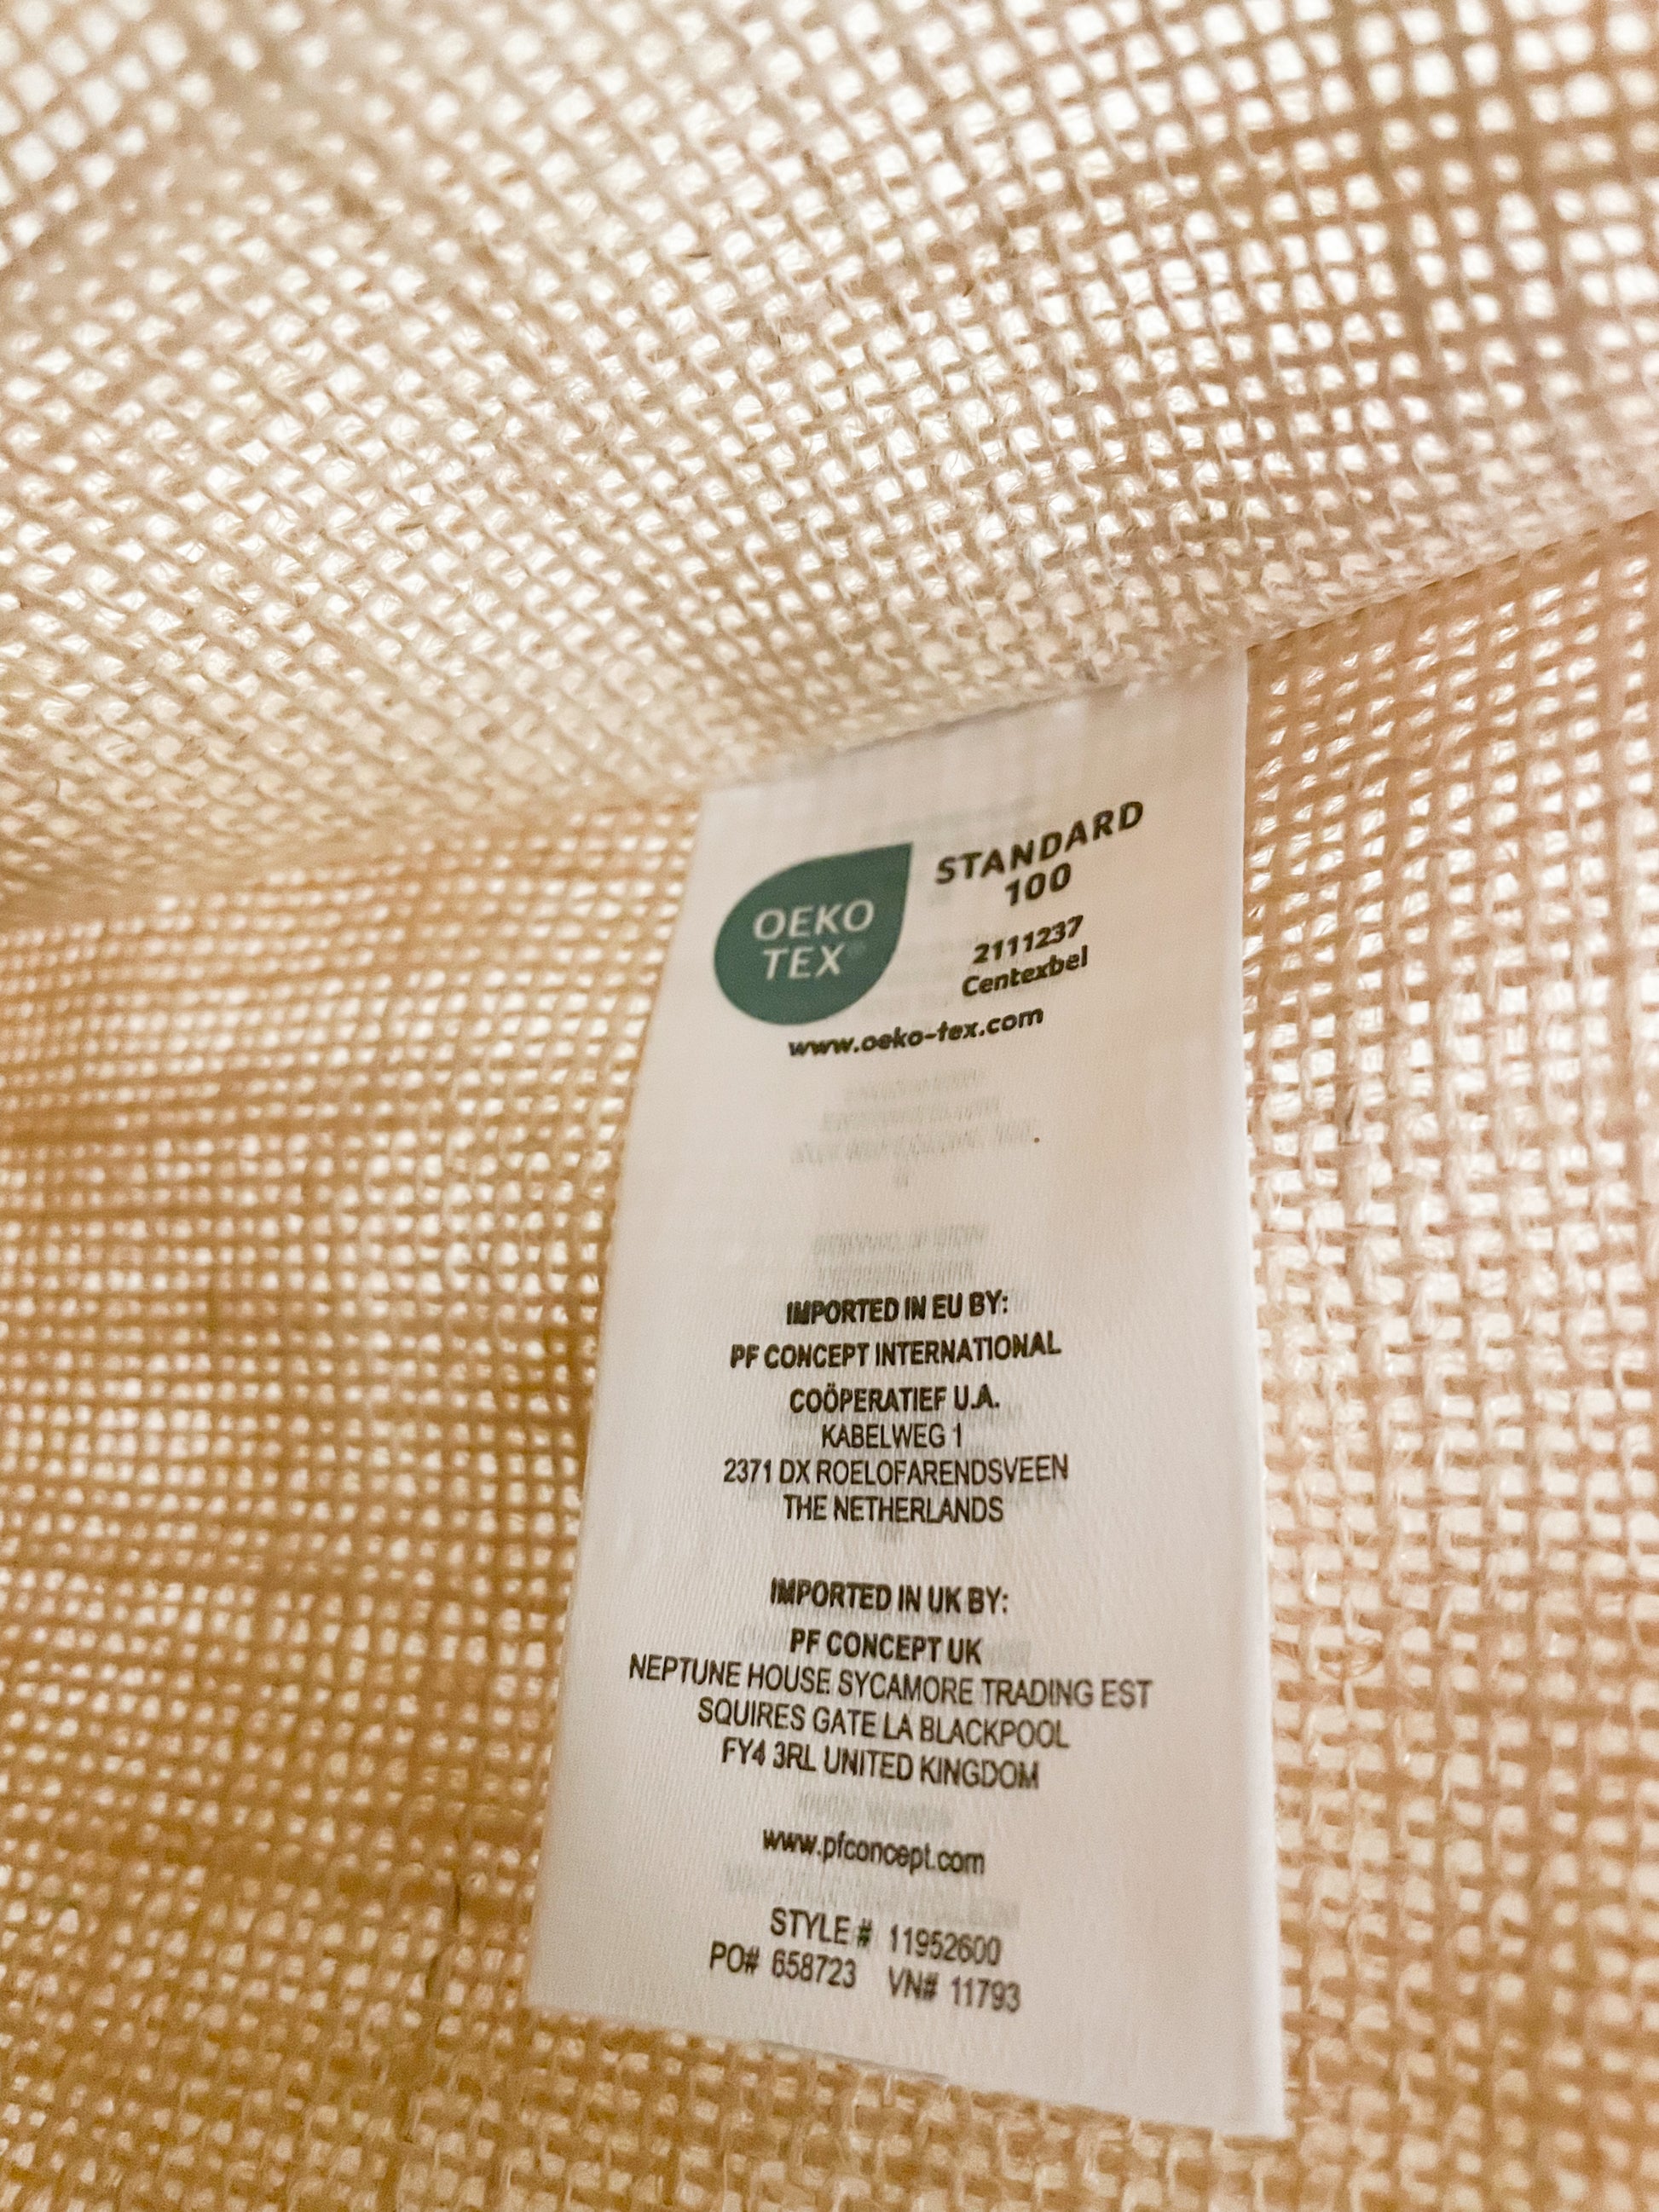 OEKO
TEX®
STANDARD
100
2111237
Centexbel
www.oeko-tex.com
IMPORTED IN EU BY:
PF CONCEPT INTERNATIONAL
COÖPERATIEF U.A.
KABELWEG 1
2371 DX ROELOFARENDSVEEN
THE NETHERLANDS
IMPORTED IN UK BY:
PF CONCEPT UK
NEPTUNE HOUSE SYCAMORE TRADING EST
SQUIRES GATE LA BLACKPOOL
FY4 3RL UNITED KINGDOM
www.pfconcept.com
STYLE # 11952600
PO# 658723 VN# 11793